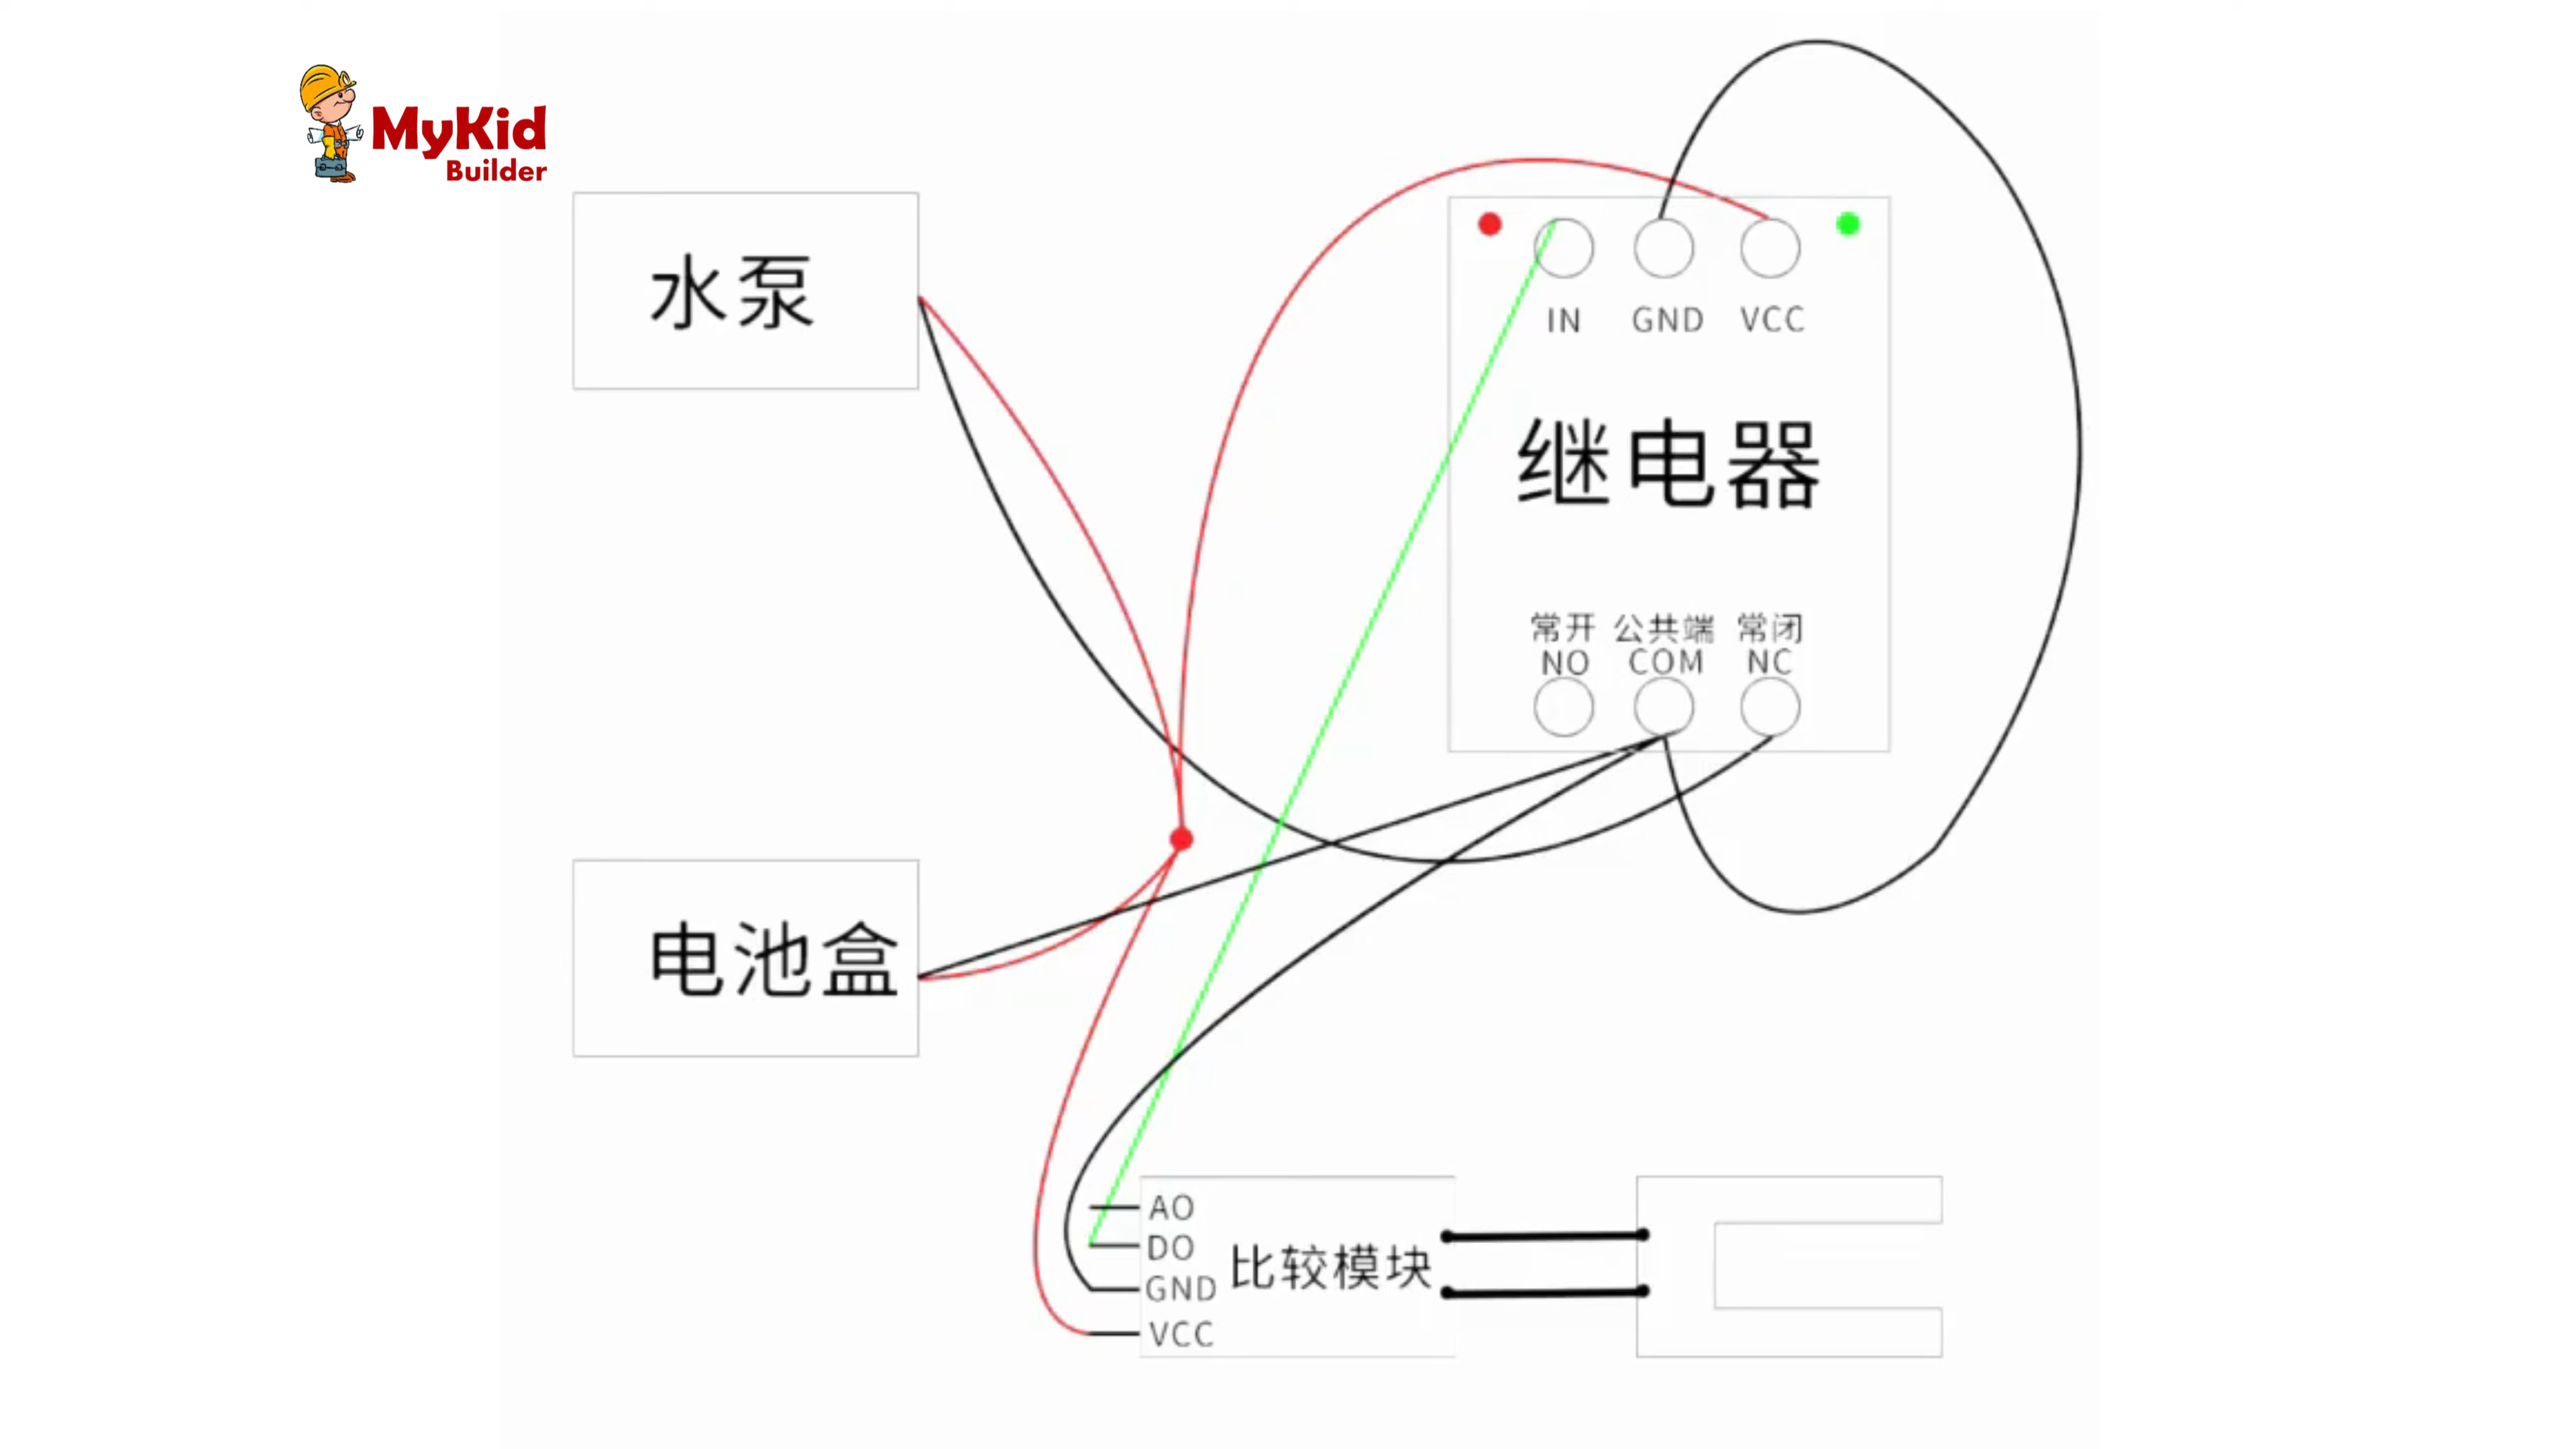 MyKid
Builder
水泵
IN GND VCC
继电器
常开 公共端 常闭
NO COM NC
电池盒
AO
DO
GND
VCC
比较模块